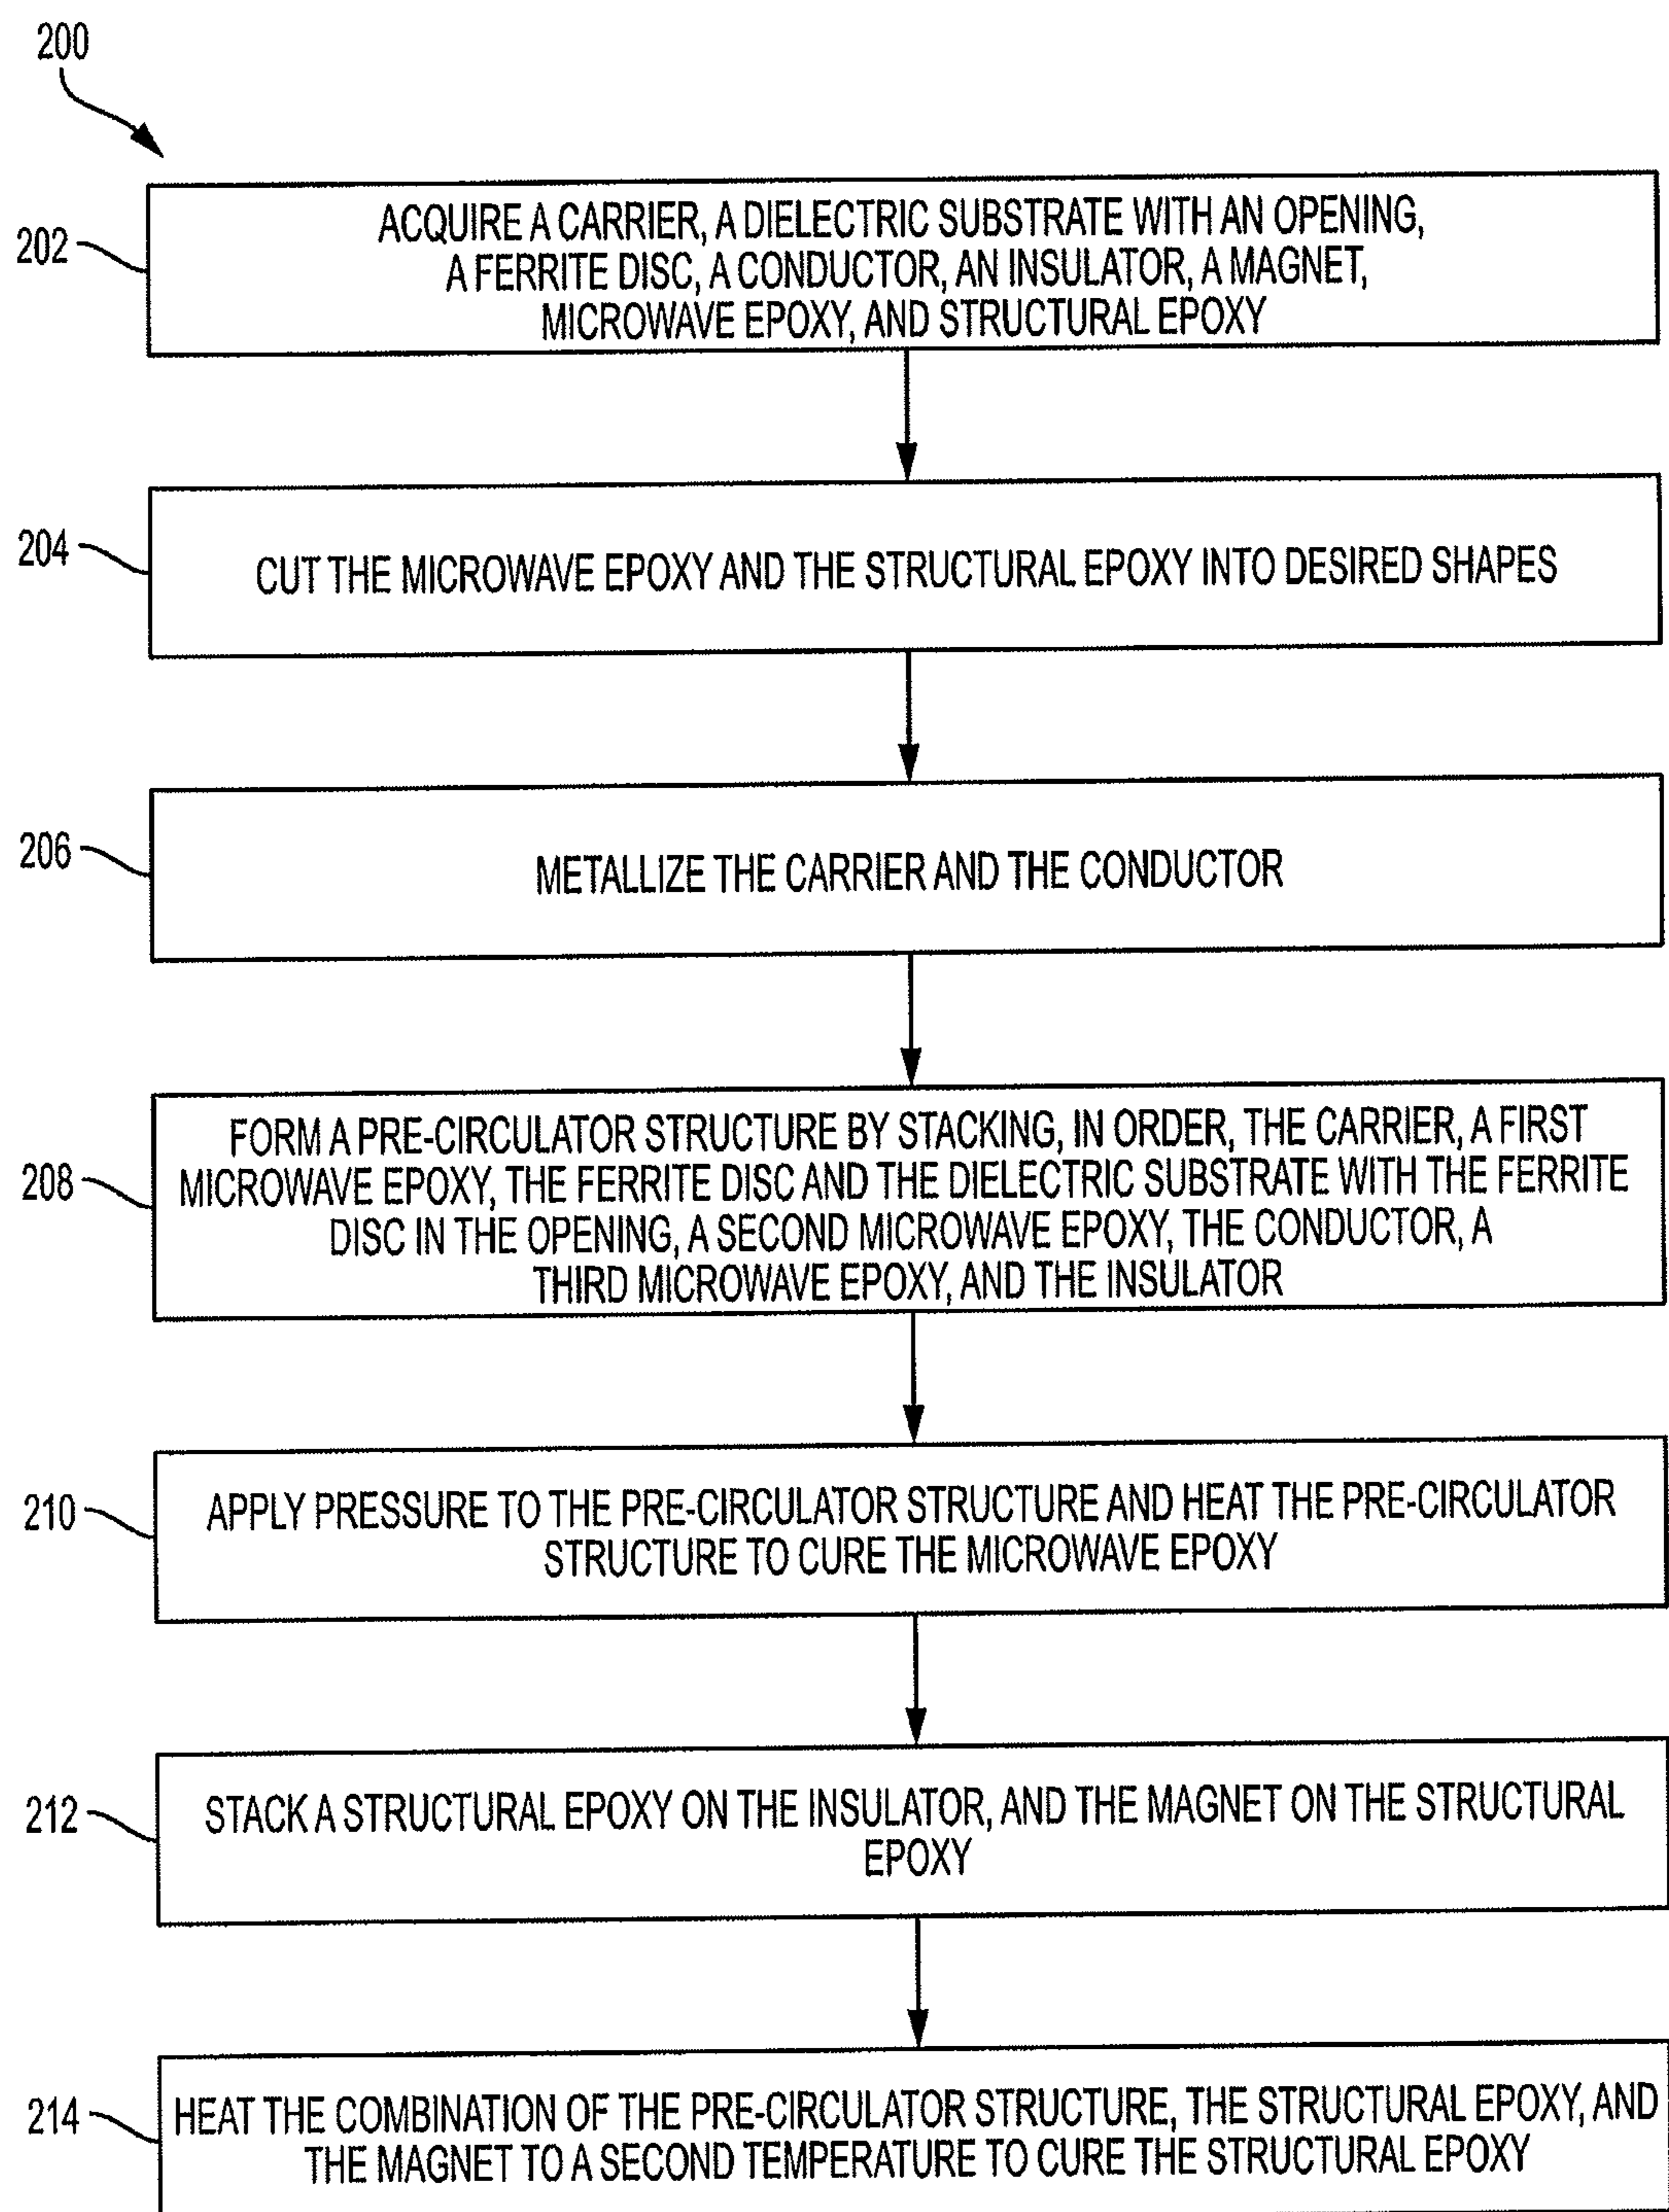 200
202
ACQUIRE A CARRIER, A DIELECTRIC SUBSTRATE WITH AN OPENING,
A FERRITE DISC, A CONDUCTOR, AN INSULATOR, A MAGNET,
MICROWAVE EPOXY, AND STRUCTURAL EPOXY
204
CUT THE MICROWAVE EPOXY AND THE STRUCTURAL EPOXY INTO DESIRED SHAPES
206
METALLIZE THE CARRIER AND THE CONDUCTOR
208
FORM A PRE-CIRCULATOR STRUCTURE BY STACKING, IN ORDER, THE CARRIER, A FIRST
MICROWAVE EPOXY, THE FERRITE DISC AND THE DIELECTRIC SUBSTRATE WITH THE FERRITE
DISC IN THE OPENING, A SECOND MICROWAVE EPOXY, THE CONDUCTOR, A
THIRD MICROWAVE EPOXY, AND THE INSULATOR
210
APPLY PRESSURE TO THE PRE-CIRCULATOR STRUCTURE AND HEAT THE PRE-CIRCULATOR
STRUCTURE TO CURE THE MICROWAVE EPOXY
212
STACK A STRUCTURAL EPOXY ON THE INSULATOR, AND THE MAGNET ON THE STRUCTURAL
EPOXY
214
HEAT THE COMBINATION OF THE PRE-CIRCULATOR STRUCTURE, THE STRUCTURAL EPOXY, AND
THE MAGNET TO A SECOND TEMPERATURE TO CURE THE STRUCTURAL EPOXY